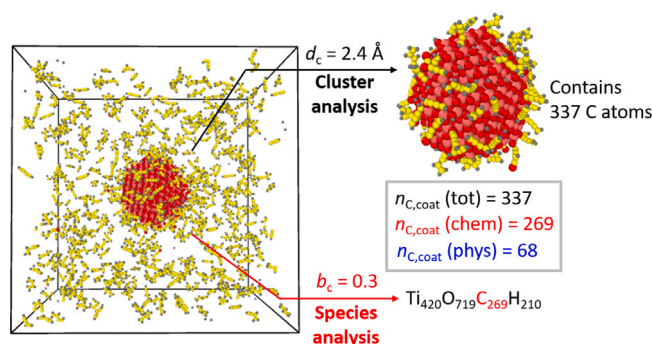 d_c = 2.4 Å
Cluster
analysis
Contains
337 C atoms
n_C,coat (tot) = 337
n_C,coat (chem) = 269
n_C,coat (phys) = 68
b_c = 0.3
Species
analysis
Ti₄₂₀O₇₁₉C₂₆₉H₂₁₀